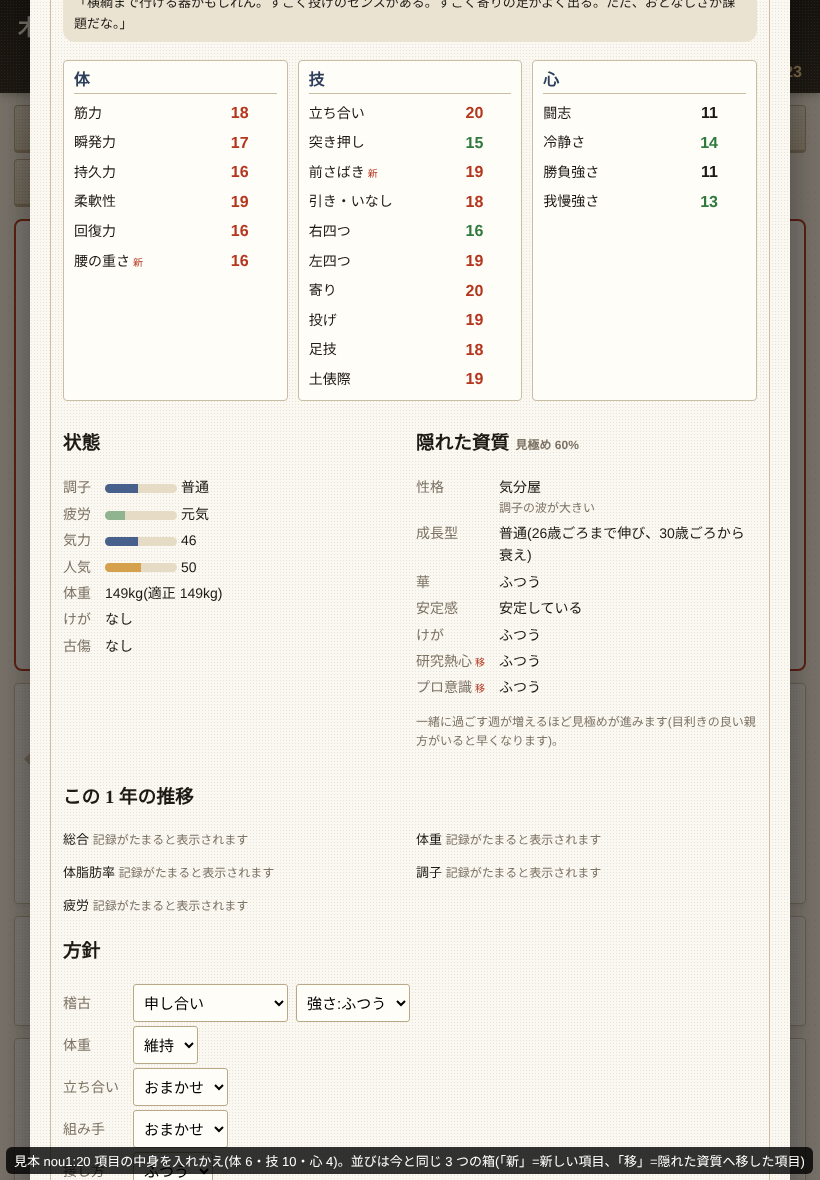 「横綱まで行ける器かもしれん。すごく投げのセンスがある。すごく寄りの足がよく出る。ただ、おとなしさが課
題だな。」
23
体
筋力 18
瞬発力 17
持久力 16
柔軟性 19
回復力 16
腰の重さ 新 16
技
立ち合い 20
突き押し 15
前さばき 新 19
引き・いなし 18
右四つ 16
左四つ 19
寄り 20
投げ 19
足技 18
土俵際 19
心
闘志 11
冷静さ 14
勝負強さ 11
我慢強さ 13
状態
調子 普通
疲労 元気
気力 46
人気 50
体重 149kg(適正 149kg)
けが なし
古傷 なし
隠れた資質 見極め 60%
性格 気分屋
調子の波が大きい
成長型 普通(26歳ごろまで伸び、30歳ごろから
衰え)
華 ふつう
安定感 安定している
けが ふつう
研究熱心 移 ふつう
プロ意識 移 ふつう
一緒に過ごす週が増えるほど見極めが進みます(目利きの良い親
方がいると早くなります)。
この 1 年の推移
総合 記録がたまると表示されます
体重 記録がたまると表示されます
体脂肪率 記録がたまると表示されます
調子 記録がたまると表示されます
疲労 記録がたまると表示されます
方針
稽古 申し合い 強さ:ふつう
体重 維持
立ち合い おまかせ
組み手 おまかせ
ふつう
見本 nou1:20 項目の中身を入れかえ(体 6・技 10・心 4)。並びは今と同じ 3 つの箱(「新」=新しい項目、「移」=隠れた資質へ移した項目)